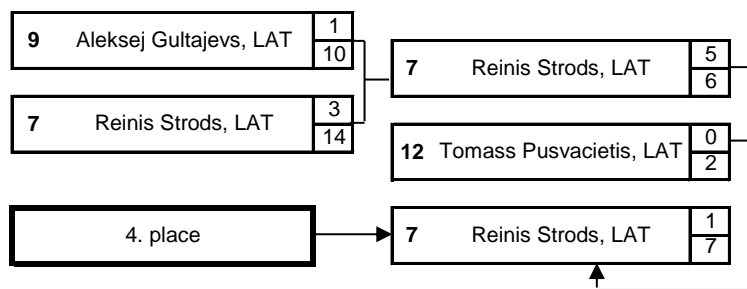 9 Aleksej Gultajevs, LAT 1
10
7 Reinis Strods, LAT 5
6
7 Reinis Strods, LAT 3
14
12 Tomass Pusvacietis, LAT 0
2
4. place
7 Reinis Strods, LAT 1
7